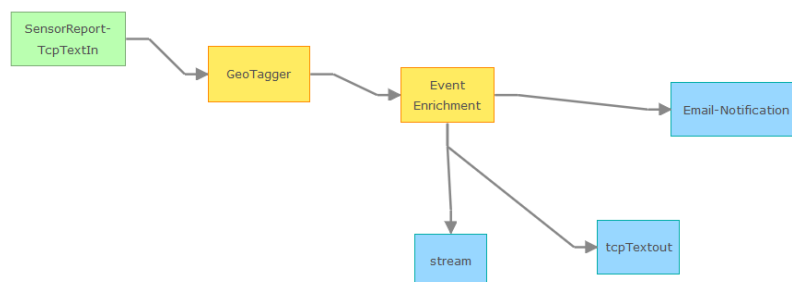 SensorReport-
TcpTextIn
GeoTagger
Event
Enrichment
Email-Notification
stream
tcpTextout